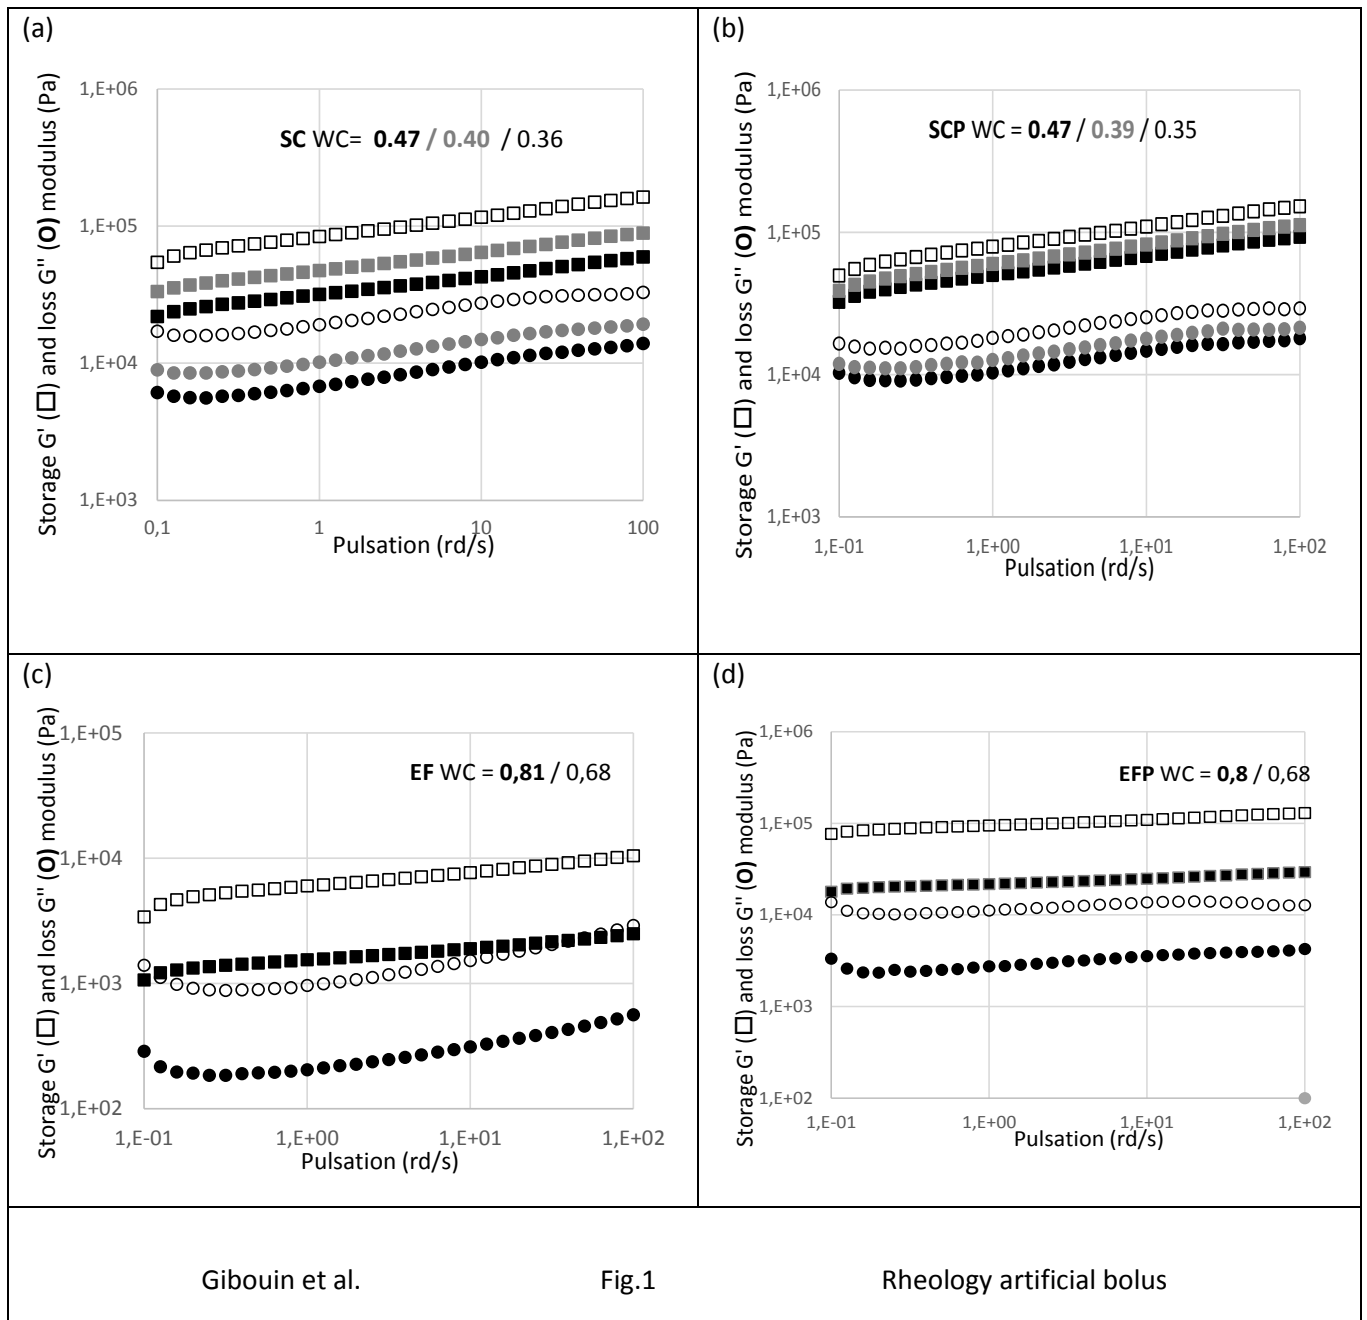 (a)
Storage G' (□) and loss G'' (O) modulus (Pa)
1,E+06
1,E+05
1,E+04
1,E+03
SC WC= 0.47 / 0.40 / 0.36
0,1 1 10 100
Pulsation (rd/s)
(b)
Storage G' (□) and loss G'' (O) modulus (Pa)
1,E+06
1,E+05
1,E+04
1,E+03
SCP WC = 0.47 / 0.39 / 0.35
1,E-01 1,E+00 1,E+01 1,E+02
Pulsation (rd/s)
(c)
Storage G' (□) and loss G'' (O) modulus (Pa)
1,E+05
1,E+04
1,E+03
1,E+02
EF WC = 0,81 / 0,68
1,E-01 1,E+00 1,E+01 1,E+02
Pulsation (rd/s)
(d)
Storage G' (□) and loss G'' (O) modulus (Pa)
1,E+06
1,E+05
1,E+04
1,E+03
1,E+02
EFP WC = 0,8 / 0,68
1,E-01 1,E+00 1,E+01 1,E+02
Pulsation (rd/s)
Gibouin et al. Fig.1 Rheology artificial bolus